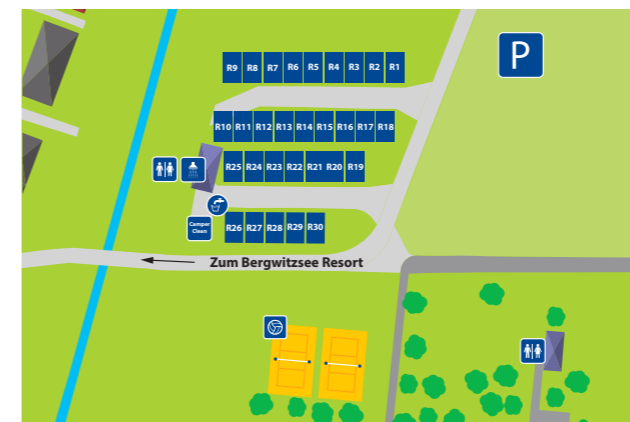 P
R9 R8 R7 R6 R5 R4 R3 R2 R1
R10 R11 R12 R13 R14 R15 R16 R17 R18
R25 R24 R23 R22 R21 R20 R19
Camper
Clean
R26 R27 R28 R29 R30
Zum Bergwitzsee Resort